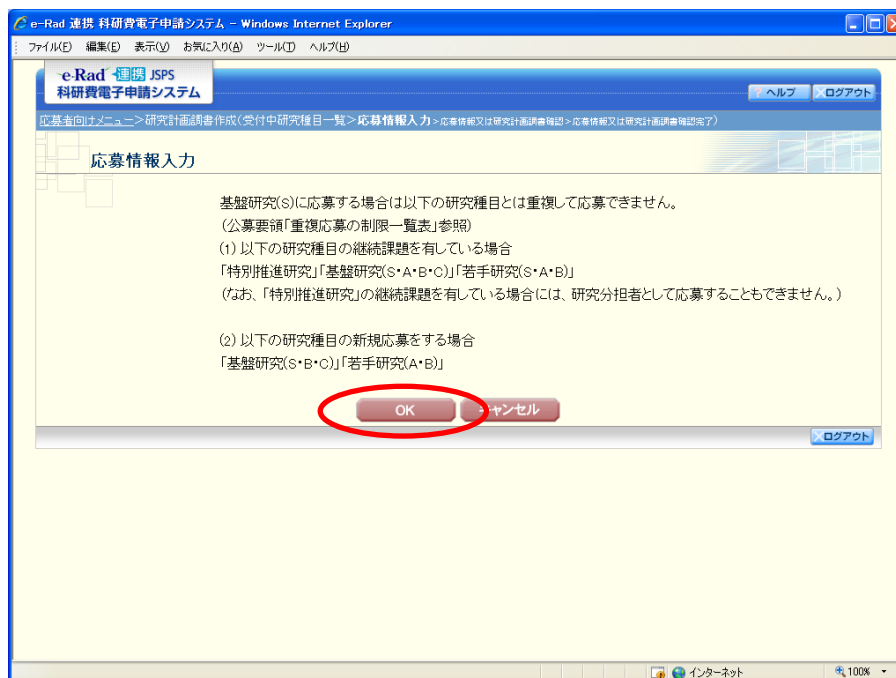 e-Rad 連携 科研費電子申請システム - Windows Internet Explorer
ファイル(F) 編集(E) 表示(V) お気に入り(A) ツール(T) ヘルプ(H)
e-Rad 連携 JSPS
科研費電子申請システム
? ヘルプ ×ログアウト
応募者向けメニュー>研究計画調書作成(受付中研究種目一覧>応募情報入力>応募情報又は研究計画調書確認>応募情報又は研究計画調書確認完了)
応募情報入力
基盤研究(S)に応募する場合は以下の研究種目とは重複して応募できません。
(公募要領「重複応募の制限一覧表」参照)
(1) 以下の研究種目の継続課題を有している場合
「特別推進研究」「基盤研究(S・A・B・C)」「若手研究(S・A・B)」
(なお、「特別推進研究」の継続課題を有している場合には、研究分担者として応募することもできません。)
(2) 以下の研究種目の新規応募をする場合
「基盤研究(S・B・C)」「若手研究(A・B)」
OK キャンセル
×ログアウト
インターネット 100%